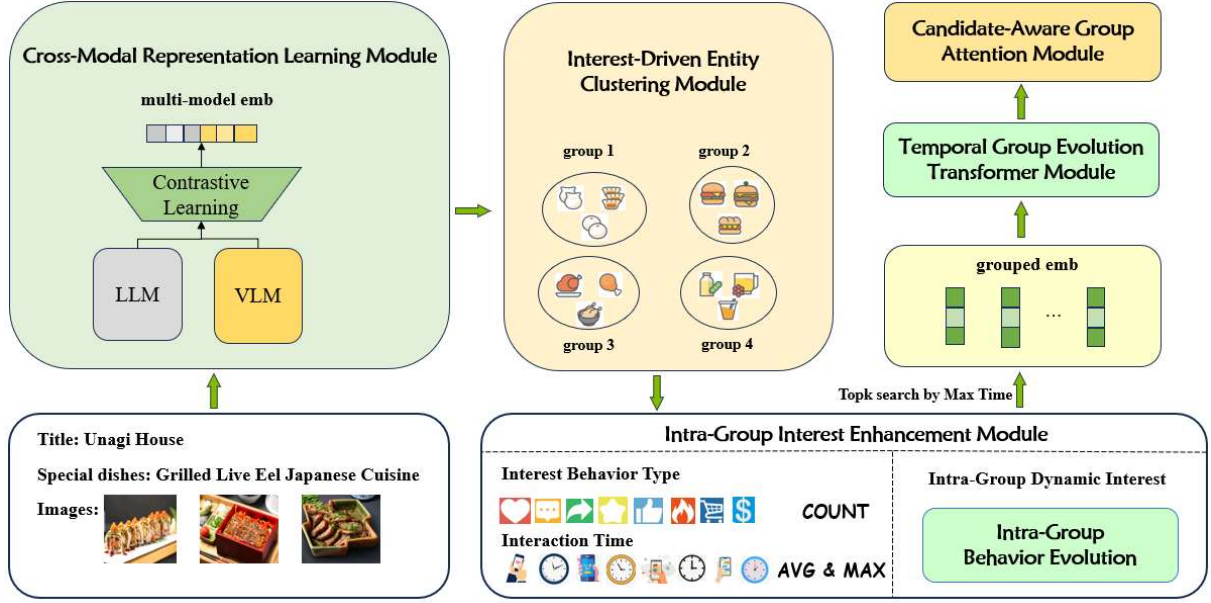 Cross-Modal Representation Learning Module
multi-model emb
Contrastive
Learning
LLM
VLM
Title: Unagi House
Special dishes: Grilled Live Eel Japanese Cuisine
Images:
Interest-Driven Entity
Clustering Module
group 1
group 2
group 3
group 4
Intra-Group Interest Enhancement Module
Interest Behavior Type
COUNT
Interaction Time
AVG & MAX
Intra-Group Dynamic Interest
Intra-Group
Behavior Evolution
Topk search by Max Time
grouped emb
...
Temporal Group Evolution
Transformer Module
Candidate-Aware Group
Attention Module